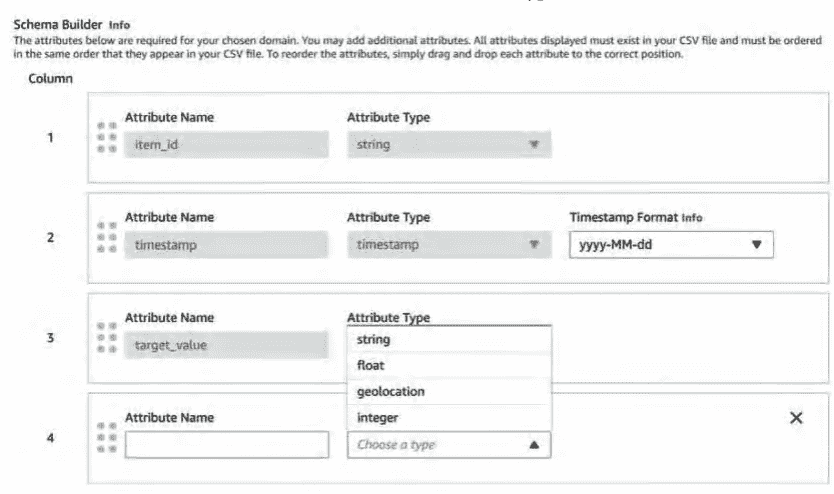 Schema Builder Info
The attributes below are required for your chosen domain. You may add additional attributes. All attributes displayed must exist in your CSV file and must be ordered
in the same order that they appear in your CSV file. To reorder the attributes, simply drag and drop each attribute to the correct position.
Column
Attribute Name Attribute Type
1 item_id string
Attribute Name Attribute Type Timestamp Format Info
2 timestamp timestamp yyyy-MM-dd
Attribute Name Attribute Type
3 target_value string
float
geolocation
Attribute Name integer
4 Choose a type